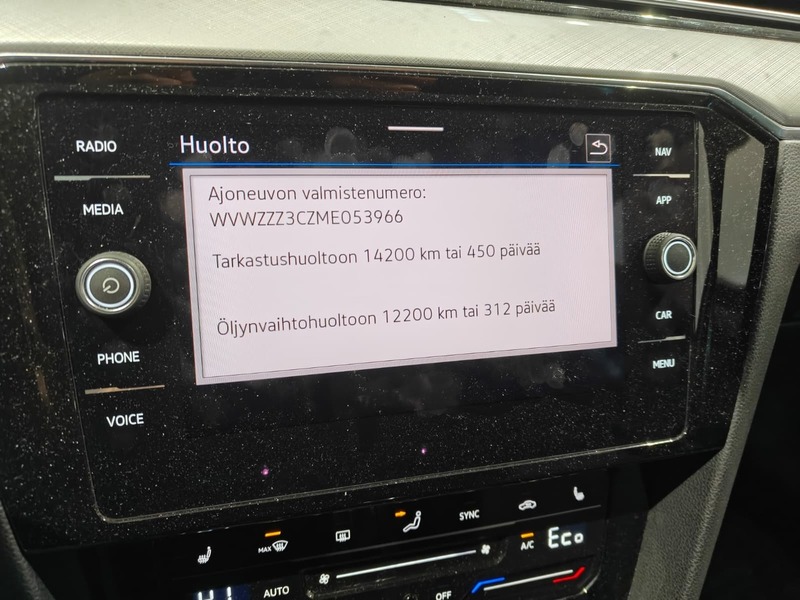 RADIO
Huolto
NAV
MEDIA
APP
Ajoneuvon valmistenumero:
WVWZZZ3CZME053966
Tarkastushuoltoon 14200 km tai 450 päivää
Öljynvaihtohuoltoon 12200 km tai 312 päivää
CAR
PHONE
MENU
VOICE
SYNC
MAX
A/C
Eco
AUTO
OFF